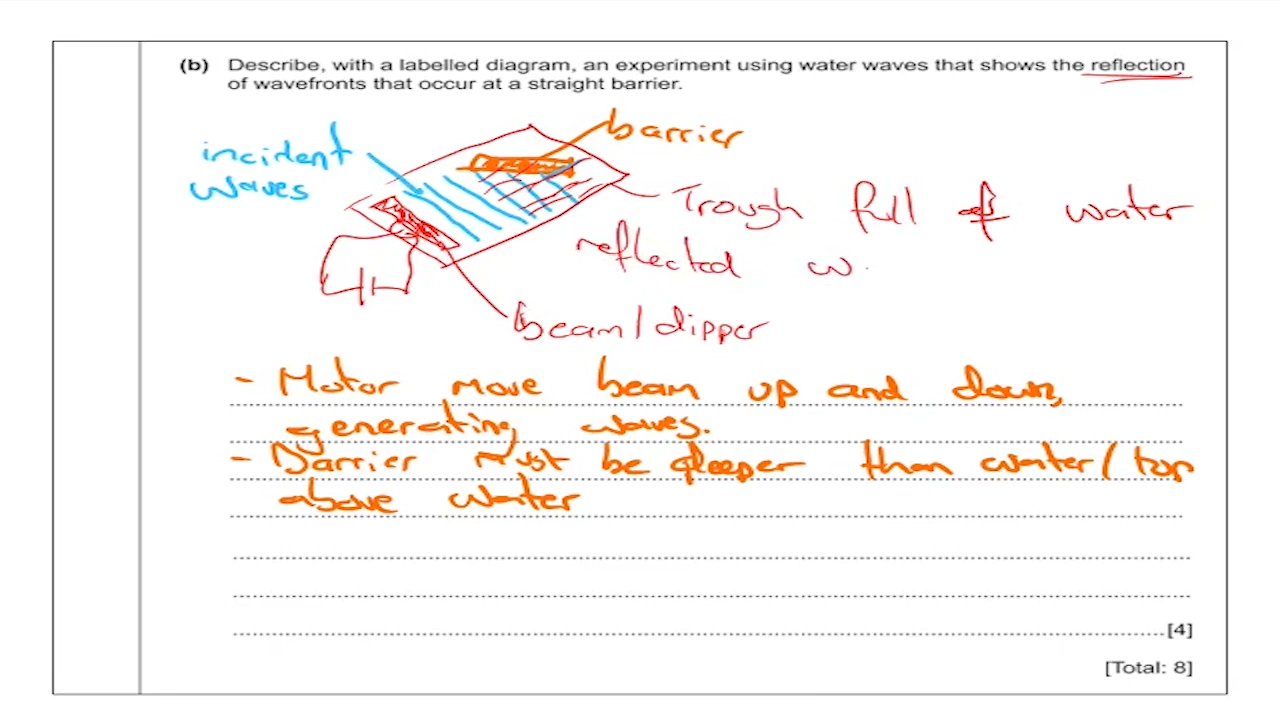 (b) Describe, with a labelled diagram, an experiment using water waves that shows the reflection
of wavefronts that occur at a straight barrier.
barrier
incident
waves
Trough full of water
reflected w
beam/dipper
- Motor move beam up and down,
generating waves.
- Barrier must be deeper than water/top
above water
[4]
[Total: 8]